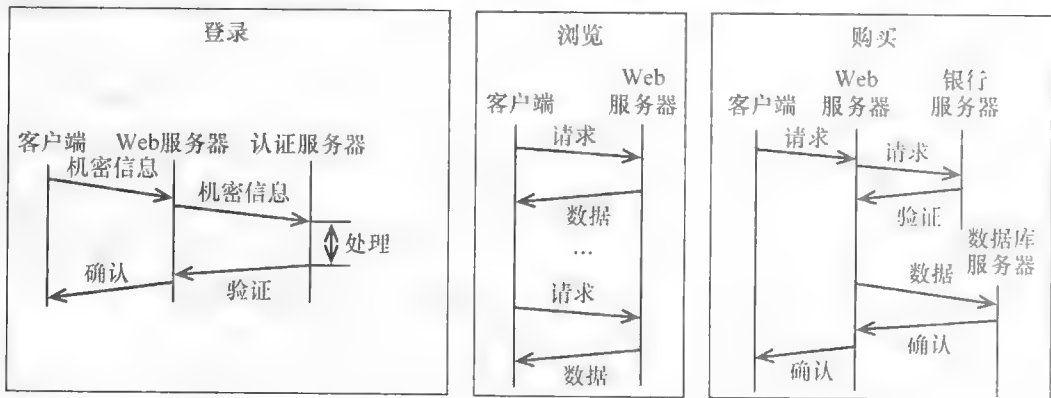 登录
客户端
Web服务器
认证服务器
机密信息
机密信息
处理
确认
验证
浏览
客户端
Web
服务器
请求
数据
...
请求
数据
购买
客户端
Web
服务器
银行
服务器
请求
请求
验证
数据库
服务器
数据
确认
确认